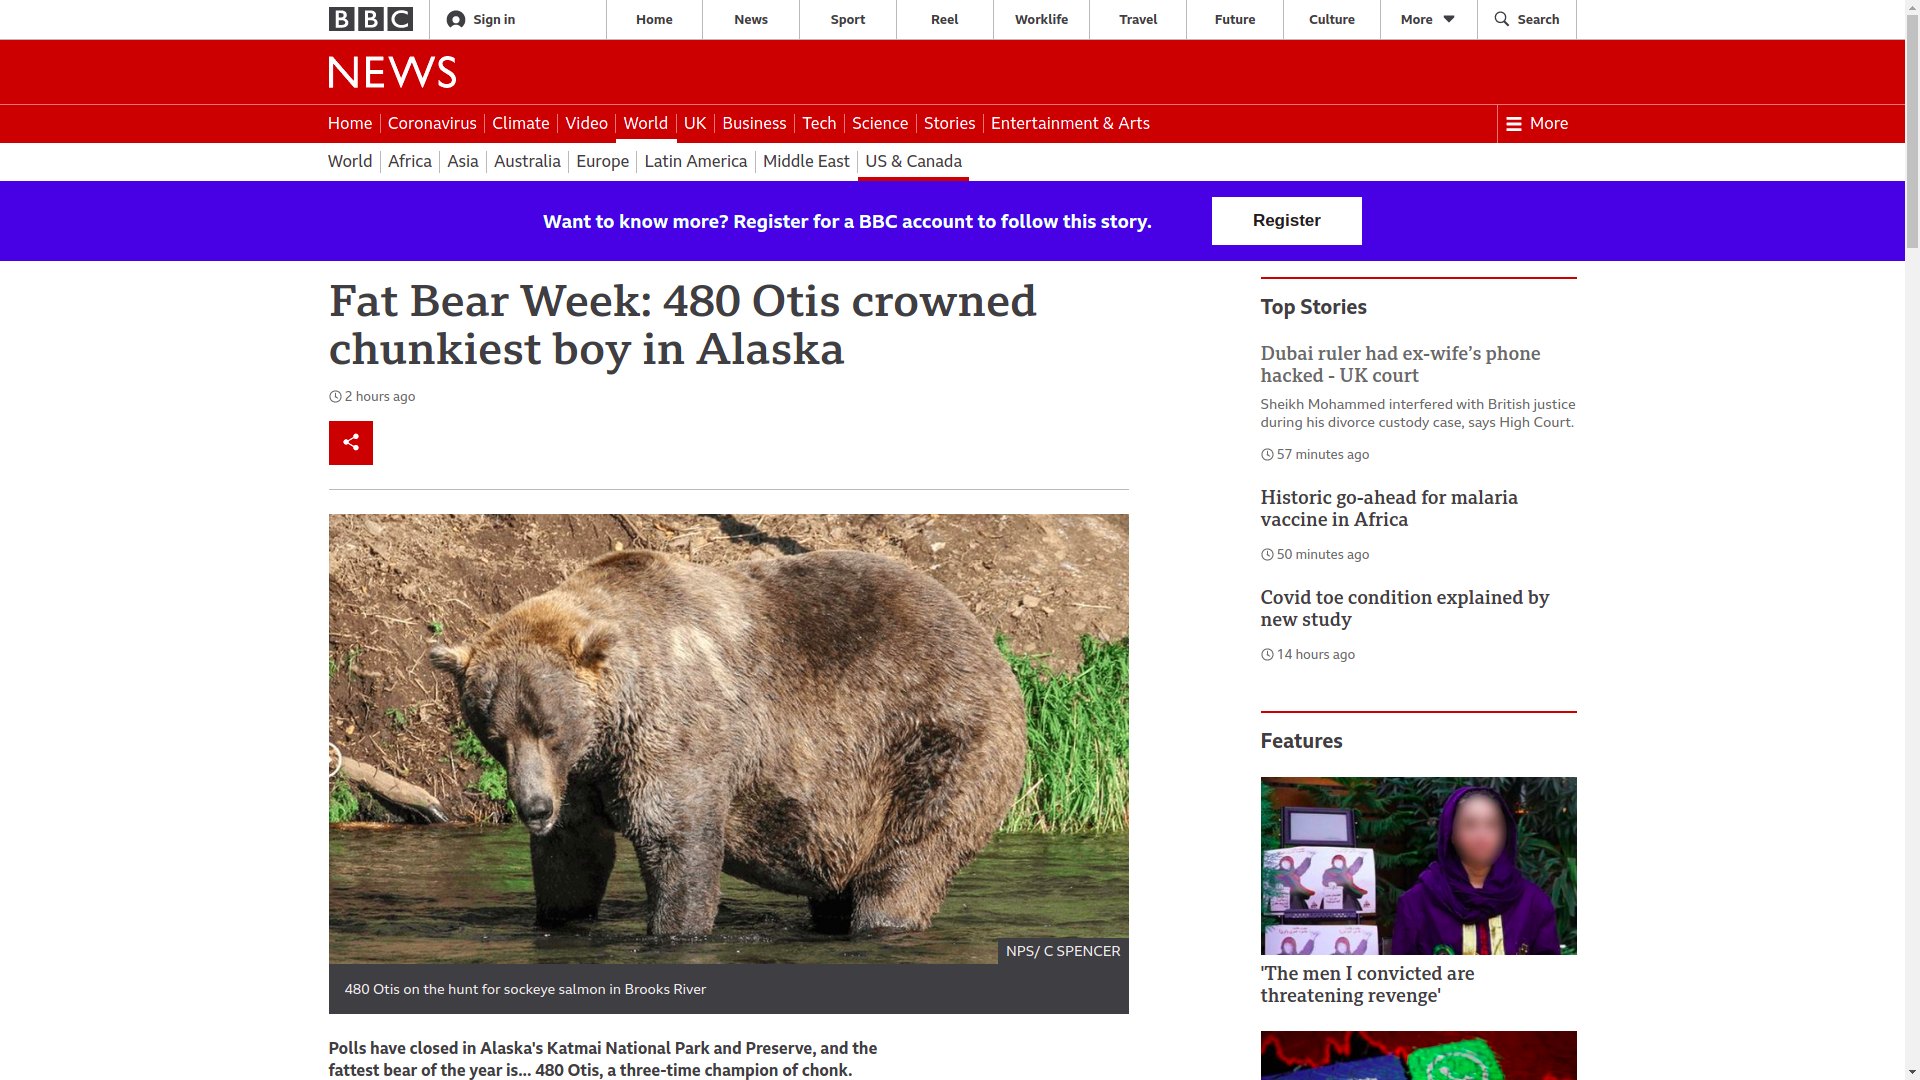 BBC
Sign in
Home
News
Sport
Reel
Worklife
Travel
Future
Culture
More
Search
NEWS
Home
Coronavirus
Climate
Video
World
UK
Business
Tech
Science
Stories
Entertainment & Arts
More
World
Africa
Asia
Australia
Europe
Latin America
Middle East
US & Canada
Want to know more? Register for a BBC account to follow this story.
Register
Fat Bear Week: 480 Otis crowned
chunkiest boy in Alaska
2 hours ago
NPS/ C SPENCER
480 Otis on the hunt for sockeye salmon in Brooks River
Polls have closed in Alaska's Katmai National Park and Preserve, and the
fattest bear of the year is... 480 Otis, a three-time champion of chonk.
Top Stories
Dubai ruler had ex-wife’s phone
hacked - UK court
Sheikh Mohammed interfered with British justice
during his divorce custody case, says High Court.
57 minutes ago
Historic go-ahead for malaria
vaccine in Africa
50 minutes ago
Covid toe condition explained by
new study
14 hours ago
Features
'The men I convicted are
threatening revenge'